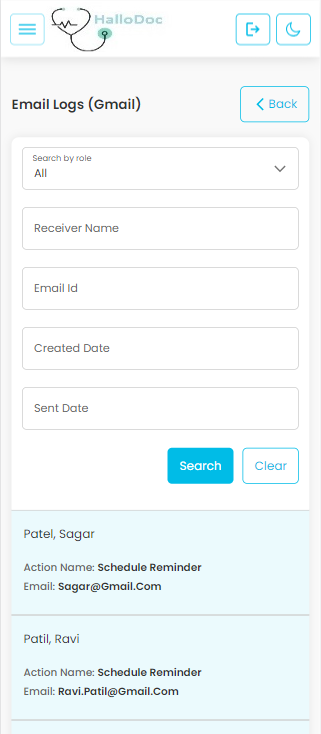 HalloDoc
Email Logs (Gmail)
Back
Search by role
All
Receiver Name
Email Id
Created Date
Sent Date
Search
Clear
Patel, Sagar
Action Name: Schedule Reminder
Email: Sagar@Gmail.Com
Patil, Ravi
Action Name: Schedule Reminder
Email: Ravi.Patil@Gmail.Com